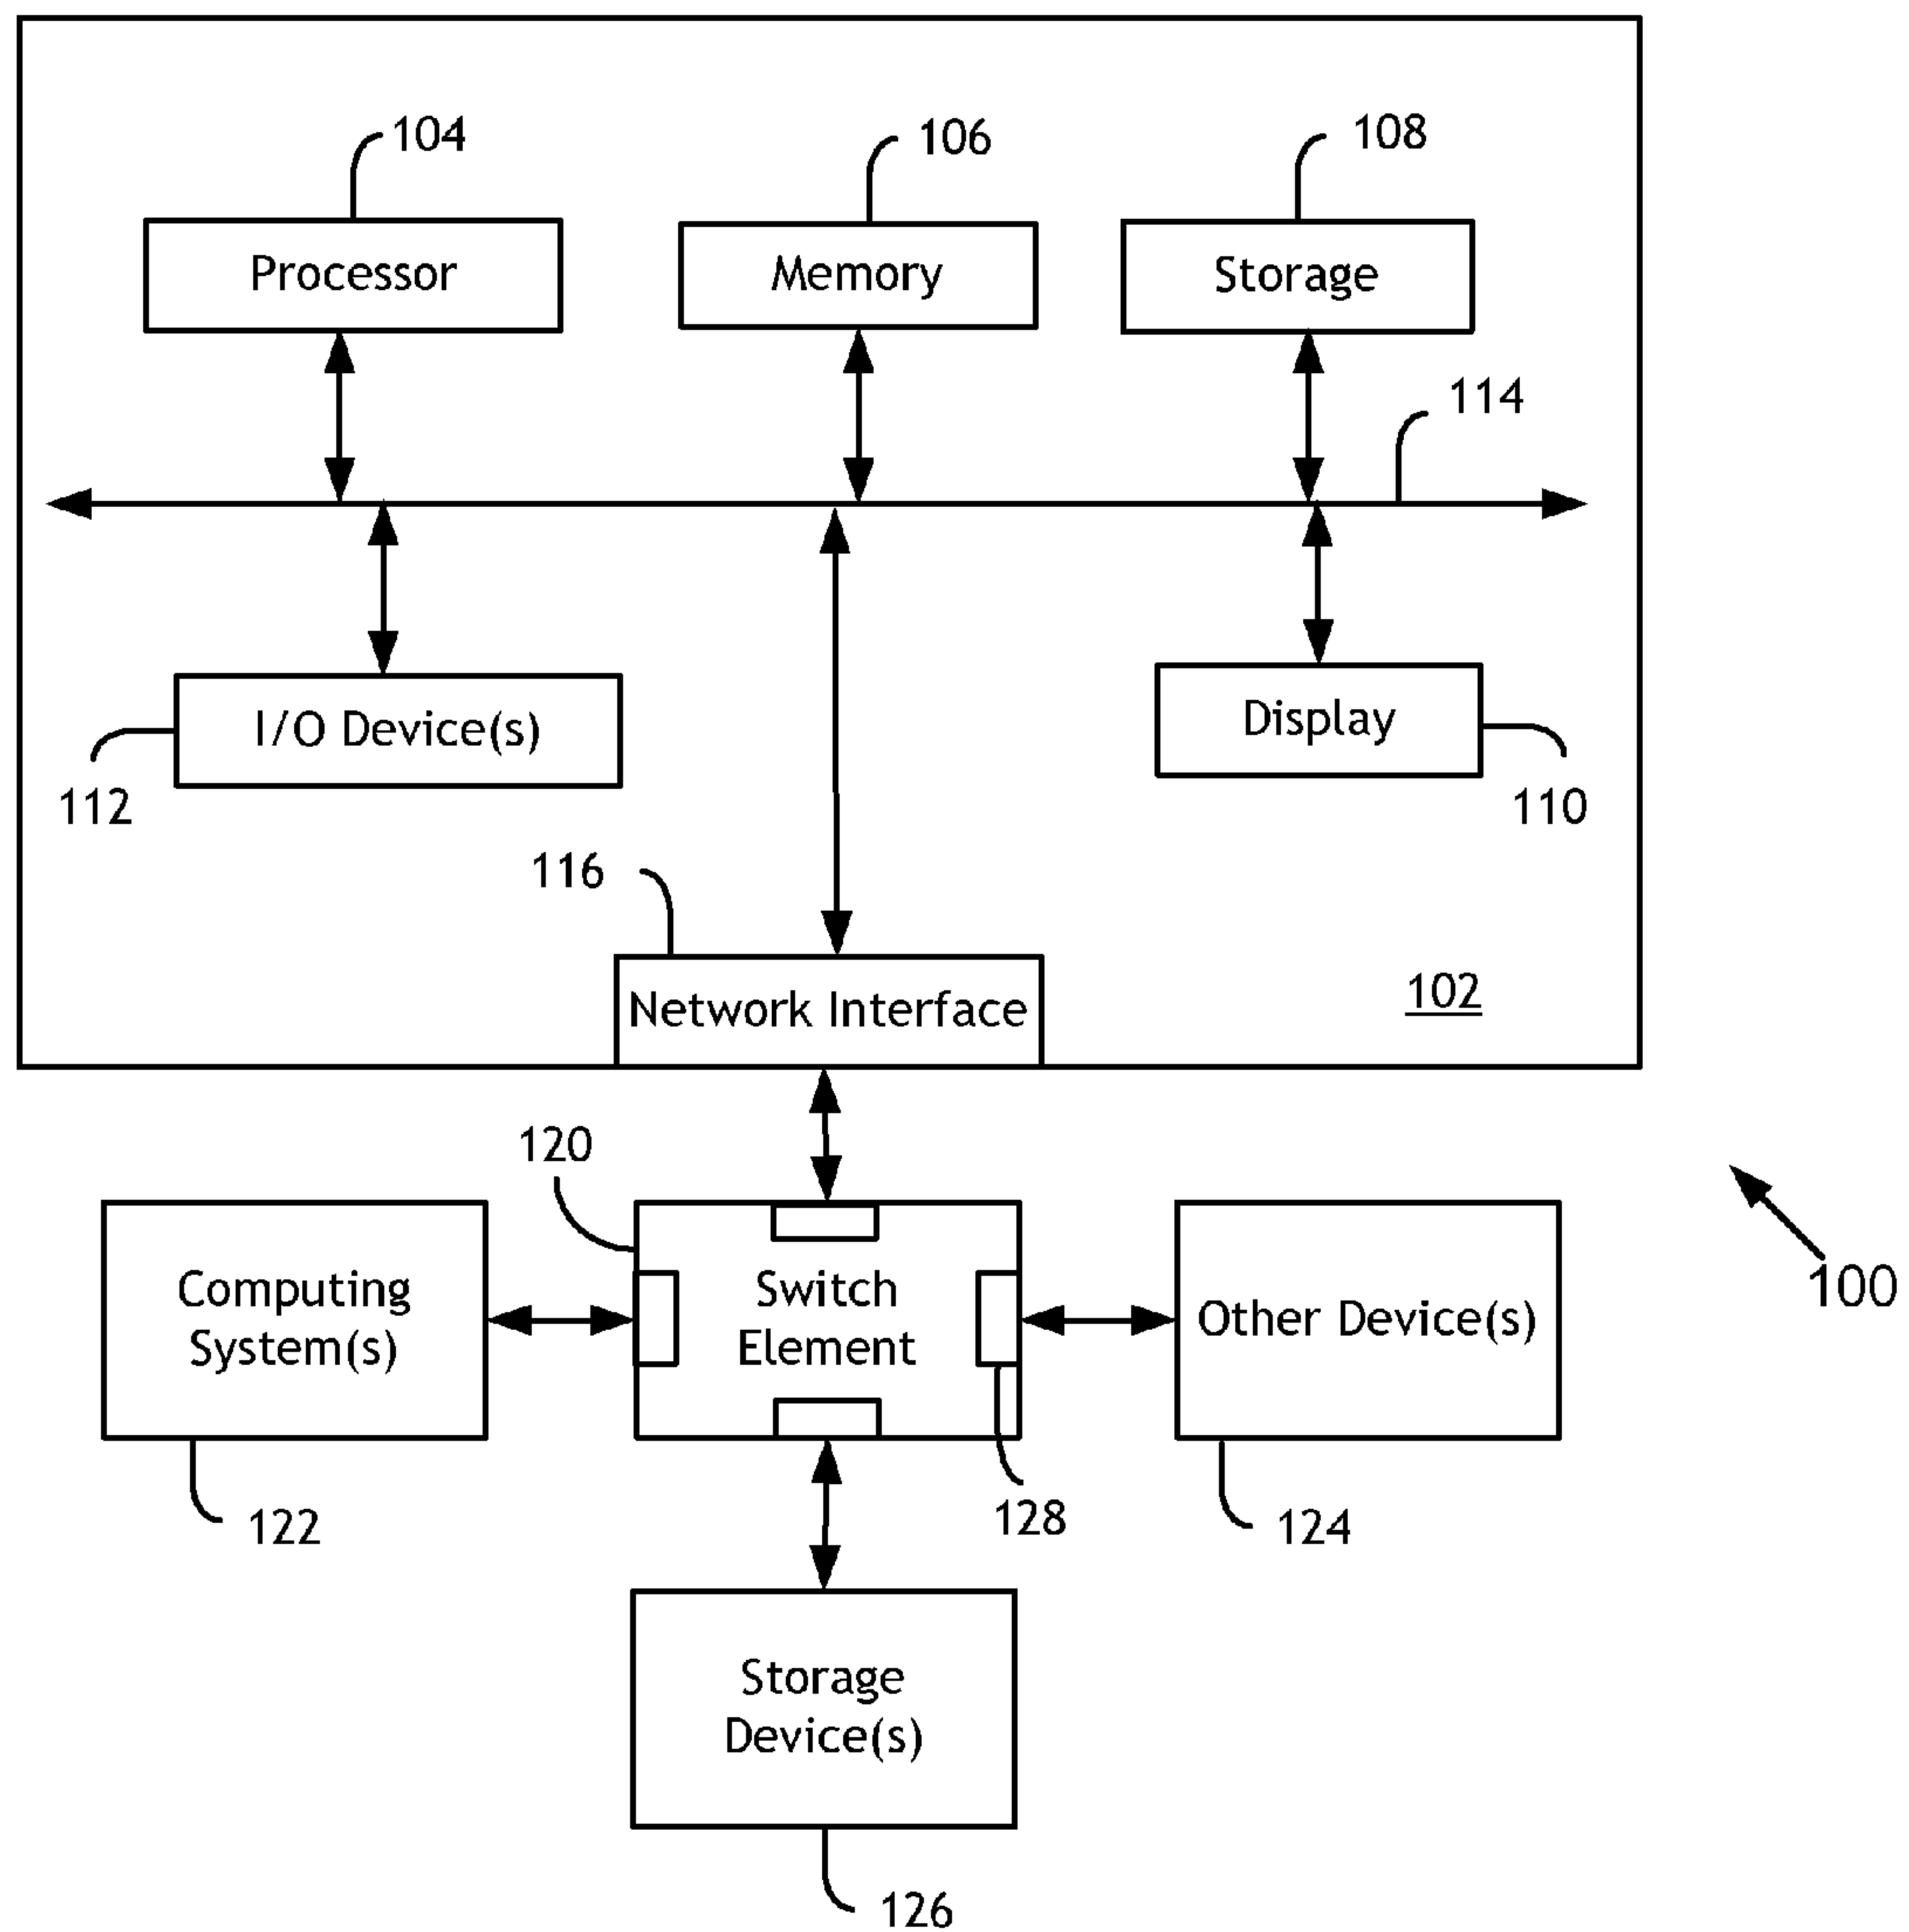 104
106
108
Processor
Memory
Storage
114
I/O Device(s)
Display
112
110
116
Network Interface
102
120
Computing
System(s)
Switch
Element
Other Device(s)
100
122
128
124
Storage
Device(s)
126